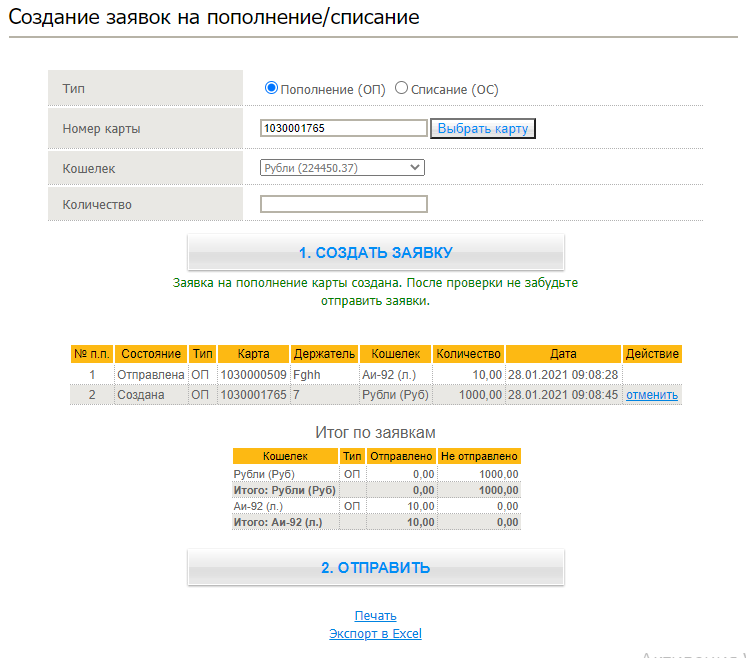 Создание заявок на пополнение/списание
Тип Пополнение (ОП) Списание (ОС)
Номер карты 1030001765 Выбрать карту
Кошелек Рубли (224450.37)
Количество
1. СОЗДАТЬ ЗАЯВКУ
Заявка на пополнение карты создана. После проверки не забудьте
отправить заявки.
№ п.п. Состояние Тип Карта Держатель Кошелек Количество Дата Действие
1 Отправлена ОП 1030000509 Fghh Аи-92 (л.) 10,00 28.01.2021 09:08:28
2 Создана ОП 1030001765 7 Рубли (Руб) 1000,00 28.01.2021 09:08:45 отменить
Итог по заявкам
Кошелек Тип Отправлено Не отправлено
Рубли (Руб) ОП 0,00 1000,00
Итого: Рубли (Руб) 0,00 1000,00
Аи-92 (л.) ОП 10,00 0,00
Итого: Аи-92 (л.) 10,00 0,00
2. ОТПРАВИТЬ
Печать
Экспорт в Excel